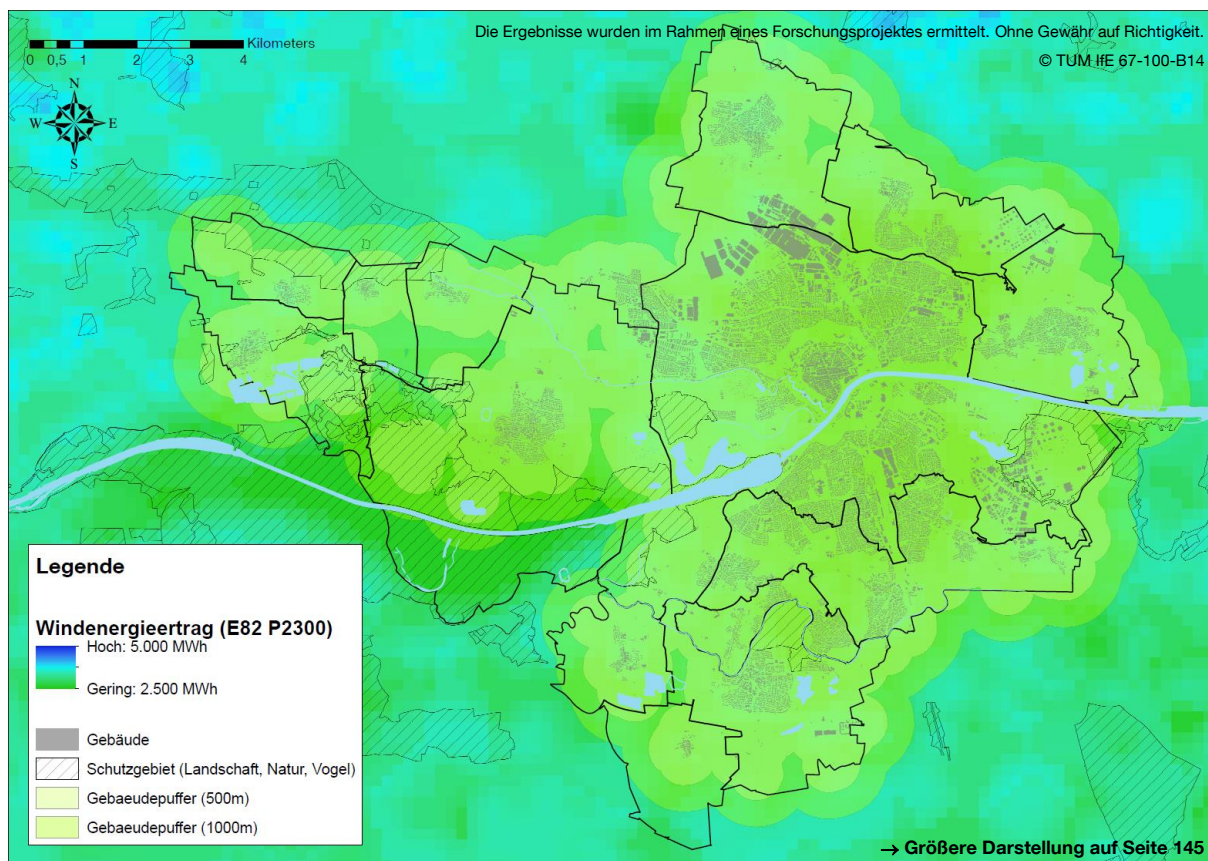 Die Ergebnisse wurden im Rahmen eines Forschungsprojektes ermittelt. Ohne Gewähr auf Richtigkeit.
© TUM IfE 67-100-B14
Kilometers
0 0,5 1 2 3 4
N
W E
S
Legende
Windenergieertrag (E82 P2300)
Hoch: 5.000 MWh
Gering: 2.500 MWh
Gebäude
Schutzgebiet (Landschaft, Natur, Vogel)
Gebaeudepuffer (500m)
Gebaeudepuffer (1000m)
→ Größere Darstellung auf Seite 145